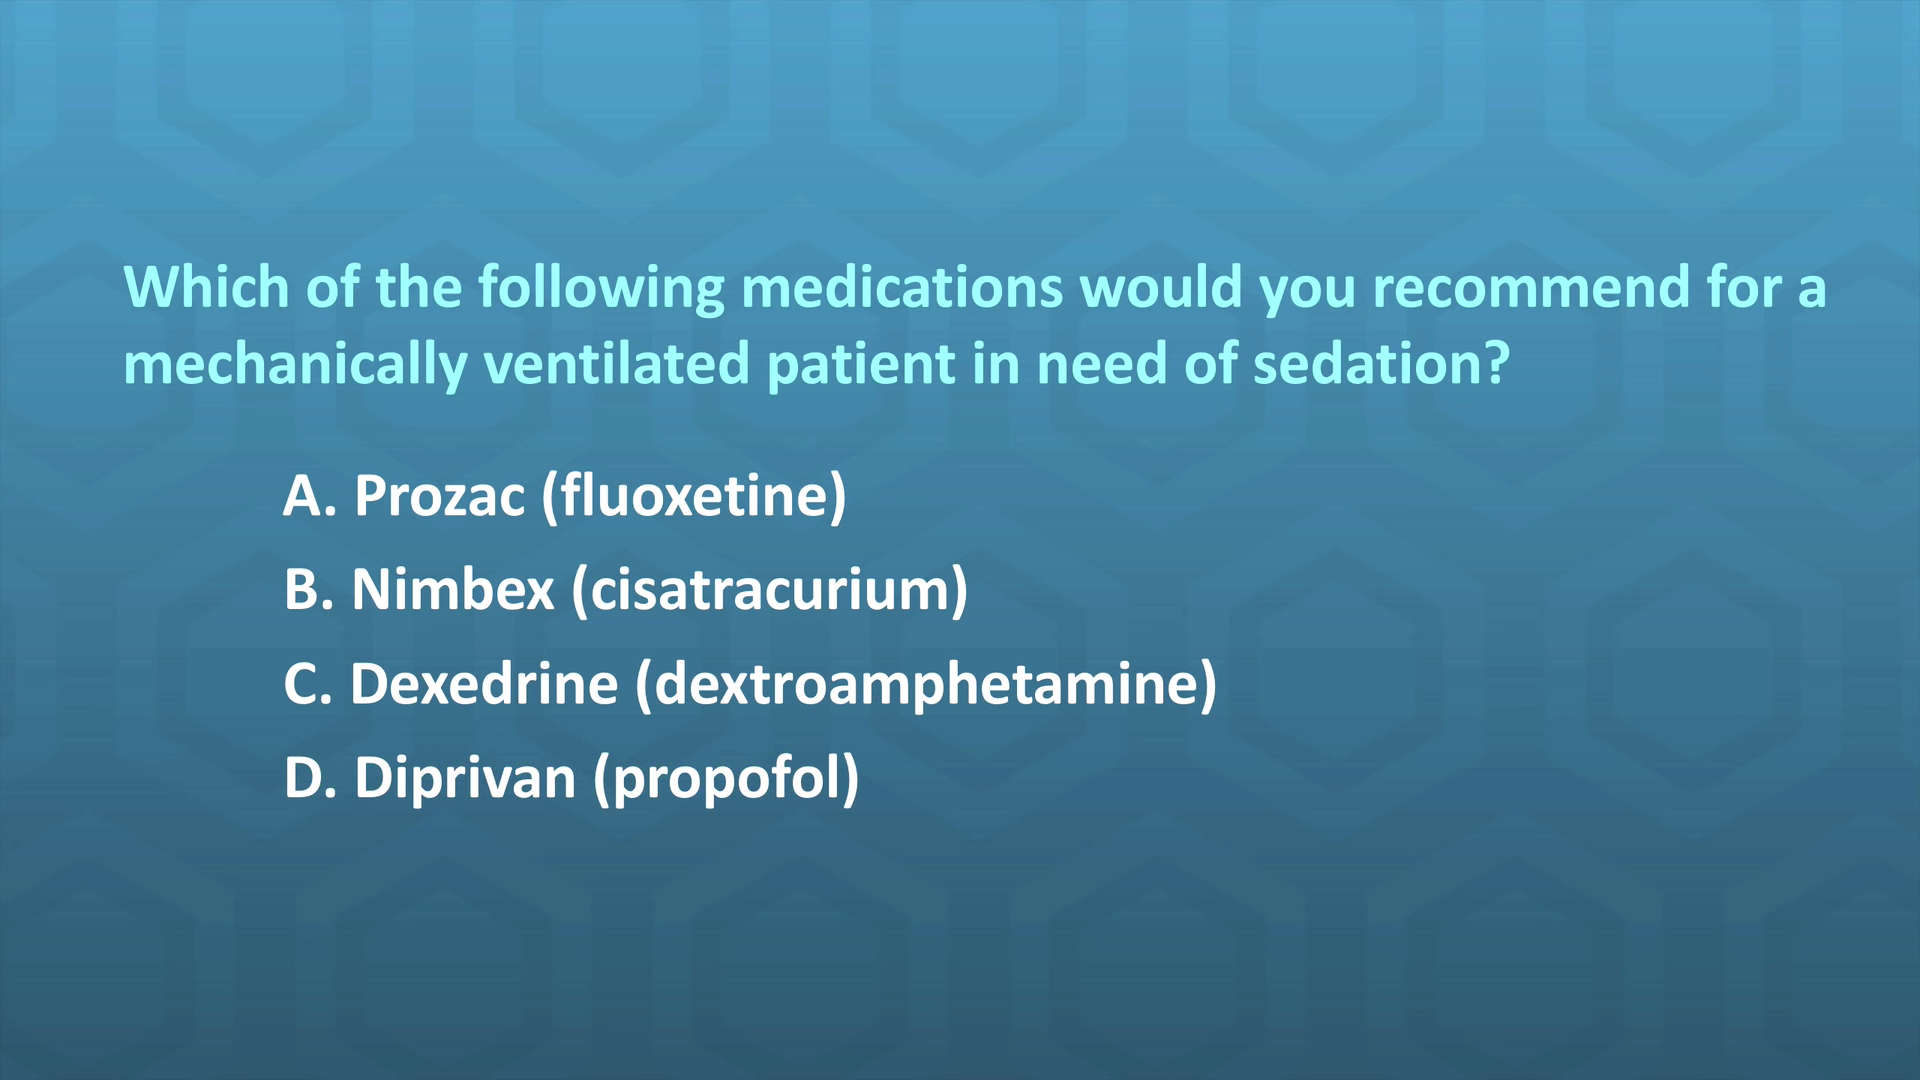 Which of the following medications would you recommend for a
mechanically ventilated patient in need of sedation?
A. Prozac (fluoxetine)
B. Nimbex (cisatracurium)
C. Dexedrine (dextroamphetamine)
D. Diprivan (propofol)